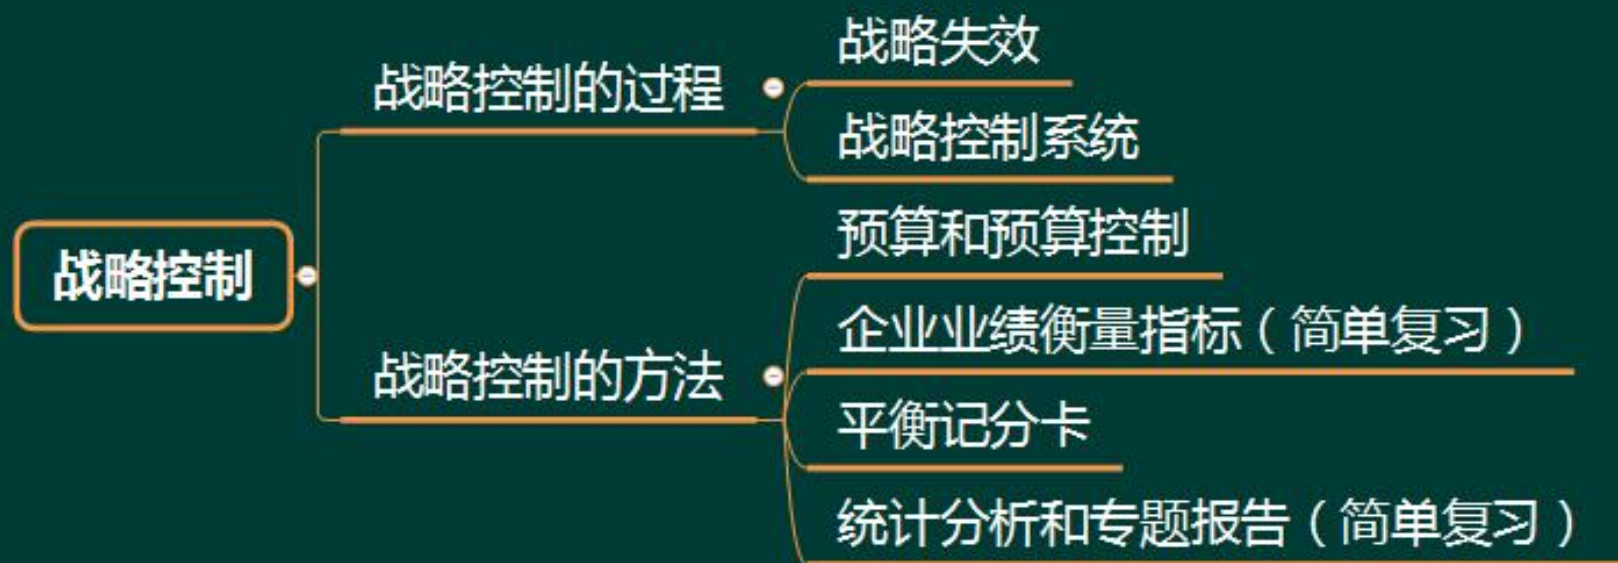 战略控制
战略控制的过程
战略失效
战略控制系统
战略控制的方法
预算和预算控制
企业业绩衡量指标（简单复习）
平衡记分卡
统计分析和专题报告（简单复习）